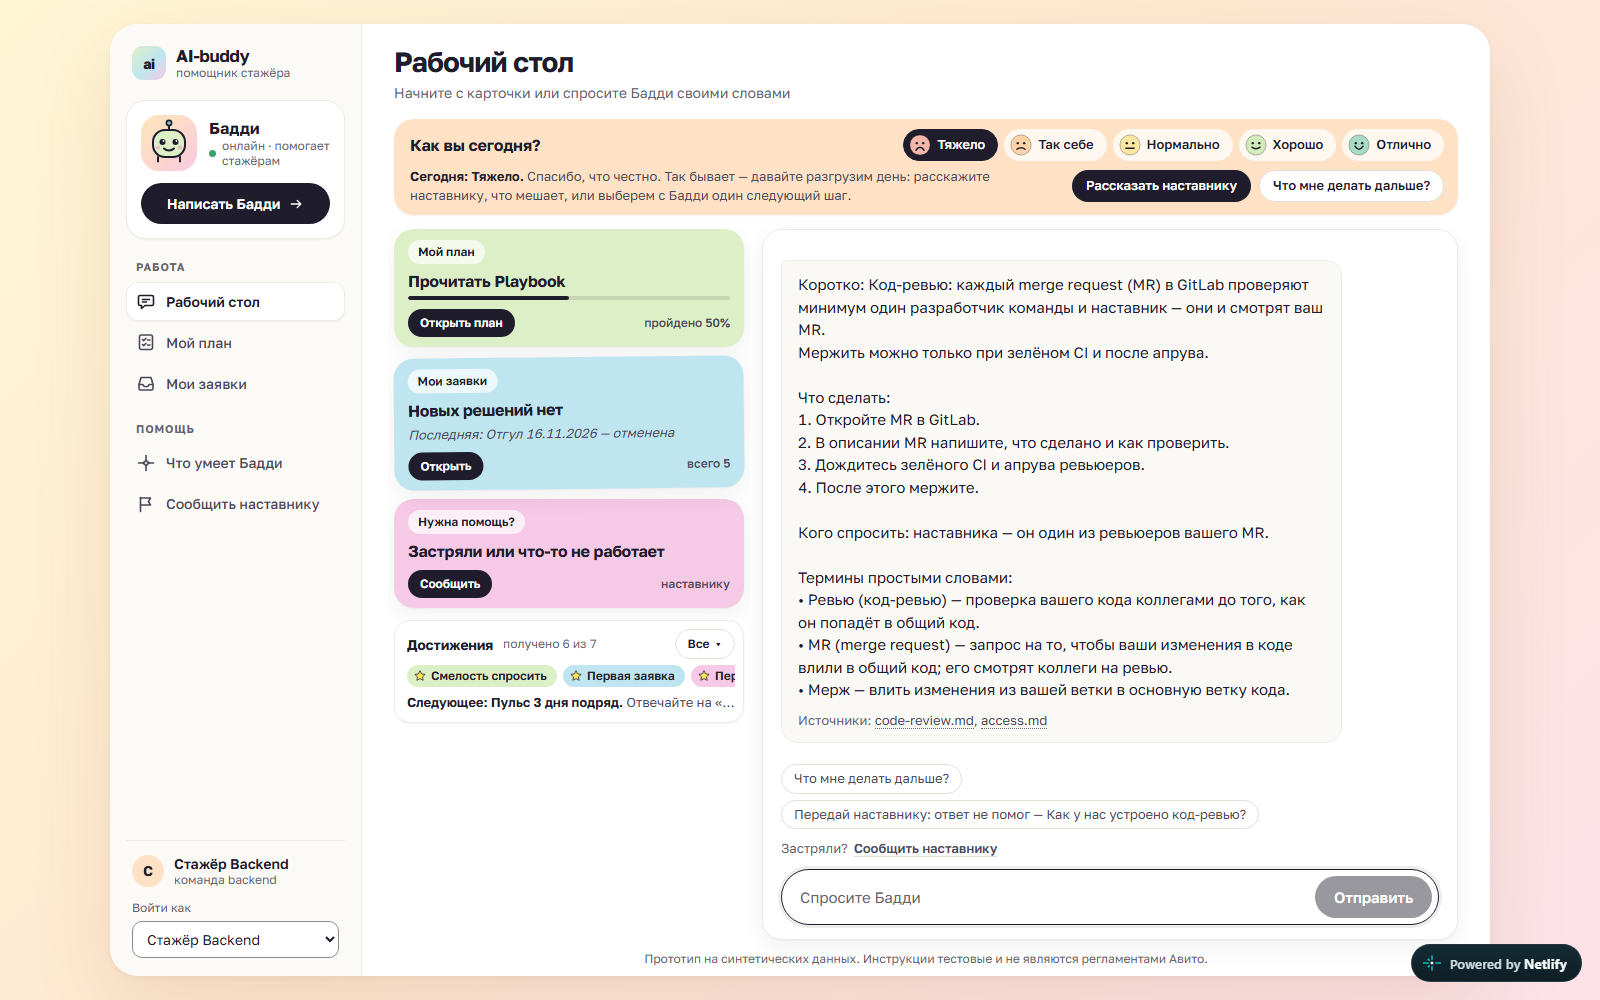 ai
AI-buddy
помощник стажёра
Бадди
онлайн · помогает
стажёрам
Написать Бадди →
РАБОТА
Рабочий стол
Мой план
Мои заявки
ПОМОЩЬ
Что умеет Бадди
Сообщить наставнику
С
Стажёр Backend
команда backend
Войти как
Стажёр Backend
Рабочий стол
Начните с карточки или спросите Бадди своими словами
Как вы сегодня?
Тяжело
Так себе
Нормально
Хорошо
Отлично
Сегодня: Тяжело. Спасибо, что честно. Так бывает — давайте разгрузим день: расскажите
наставнику, что мешает, или выберем с Бадди один следующий шаг.
Рассказать наставнику
Что мне делать дальше?
Мой план
Прочитать Playbook
Открыть план
пройдено 50%
Мои заявки
Новых решений нет
Последняя: Отгул 16.11.2026 — отменена
Открыть
всего 5
Нужна помощь?
Застряли или что-то не работает
Сообщить
наставнику
Достижения
получено 6 из 7
Все
Смелость спросить
Первая заявка
Пер
Следующее: Пульс 3 дня подряд. Отвечайте на «...
Коротко: Код-ревью: каждый merge request (MR) в GitLab проверяют
минимум один разработчик команды и наставник — они и смотрят ваш
MR.
Мержить можно только при зелёном CI и после апрува.
Что сделать:
1. Откройте MR в GitLab.
2. В описании MR напишите, что сделано и как проверить.
3. Дождитесь зелёного CI и апрува ревьюеров.
4. После этого мержите.
Кого спросить: наставника — он один из ревьюеров вашего MR.
Термины простыми словами:
• Ревью (код-ревью) — проверка вашего кода коллегами до того, как
он попадёт в общий код.
• MR (merge request) — запрос на то, чтобы ваши изменения в коде
влили в общий код; его смотрят коллеги на ревью.
• Мерж — влить изменения из вашей ветки в основную ветку кода.
Источники: code-review.md, access.md
Что мне делать дальше?
Передай наставнику: ответ не помог — Как у нас устроено код-ревью?
Застряли? Сообщить наставнику
Спросите Бадди
Отправить
Прототип на синтетических данных. Инструкции тестовые и не являются регламентами Авито.
Powered by Netlify